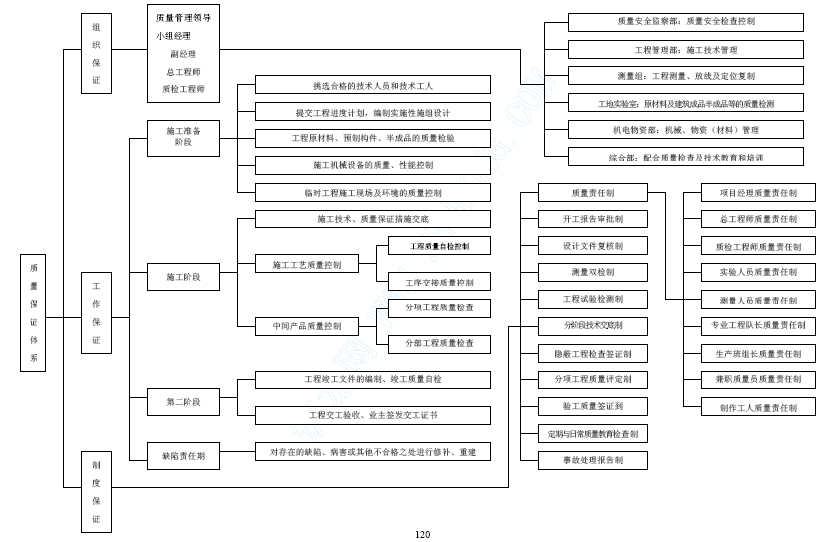 质量保证体系
组织保证
质量管理领导
小组经理
副经理
总工程师
质检工程师
质量安全监察部：质量安全检查控制
工程管理部：施工技术管理
测量组：工程测量、放线及定位复制
工地实验室：原材料及建筑成品半成品等的质量检测
机电物资部：机械、物资（材料）管理
综合部：配合质量检查及技术教育和培训
工作保证
施工准备
阶段
挑选合格的技术人员和技术工人
提交工程进度计划，编制实施性施组设计
工程原材料、预制构件、半成品的质量检验
施工机械设备的质量、性能控制
临时工程施工现场及环境的质量控制
施工阶段
施工技术、质量保证措施交底
施工工艺质量控制
工程质量自检控制
工序交接质量控制
中间产品质量控制
分项工程质量检查
分部工程质量检查
第二阶段
工程竣工文件的编制、竣工质量自检
工程交工验收、业主签发交工证书
缺陷责任期
对存在的缺陷、病害或其他不合格之处进行修补、重建
制度保证
质量责任制
开工报告审批制
设计文件复核制
测量双检制
工程试验检测制
分阶段技术交底制
隐蔽工程检查签证制
分项工程质量评定制
验工质量签证到
定期与日常质量教育检查制
事故处理报告制
项目经理质量责任制
总工程师质量责任制
质检工程师质量责任制
实验人员质量责任制
测量人员质量责任制
专业工程队长质量责任制
生产班组长质量责任制
兼职质量员质量责任制
制作工人质量责任制
120